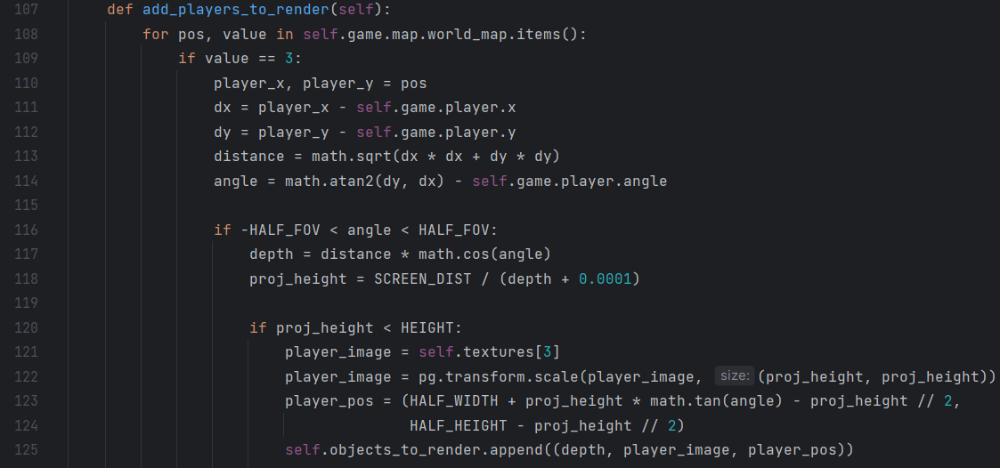 107 def add_players_to_render(self):
108 for pos, value in self.game.map.world_map.items():
109 if value == 3:
110 player_x, player_y = pos
111 dx = player_x - self.game.player.x
112 dy = player_y - self.game.player.y
113 distance = math.sqrt(dx * dx + dy * dy)
114 angle = math.atan2(dy, dx) - self.game.player.angle
115
116 if -HALF_FOV < angle < HALF_FOV:
117 depth = distance * math.cos(angle)
118 proj_height = SCREEN_DIST / (depth + 0.0001)
119
120 if proj_height < HEIGHT:
121 player_image = self.textures[3]
122 player_image = pg.transform.scale(player_image, size: (proj_height, proj_height))
123 player_pos = (HALF_WIDTH + proj_height * math.tan(angle) - proj_height // 2,
124 HALF_HEIGHT - proj_height // 2)
125 self.objects_to_render.append((depth, player_image, player_pos))